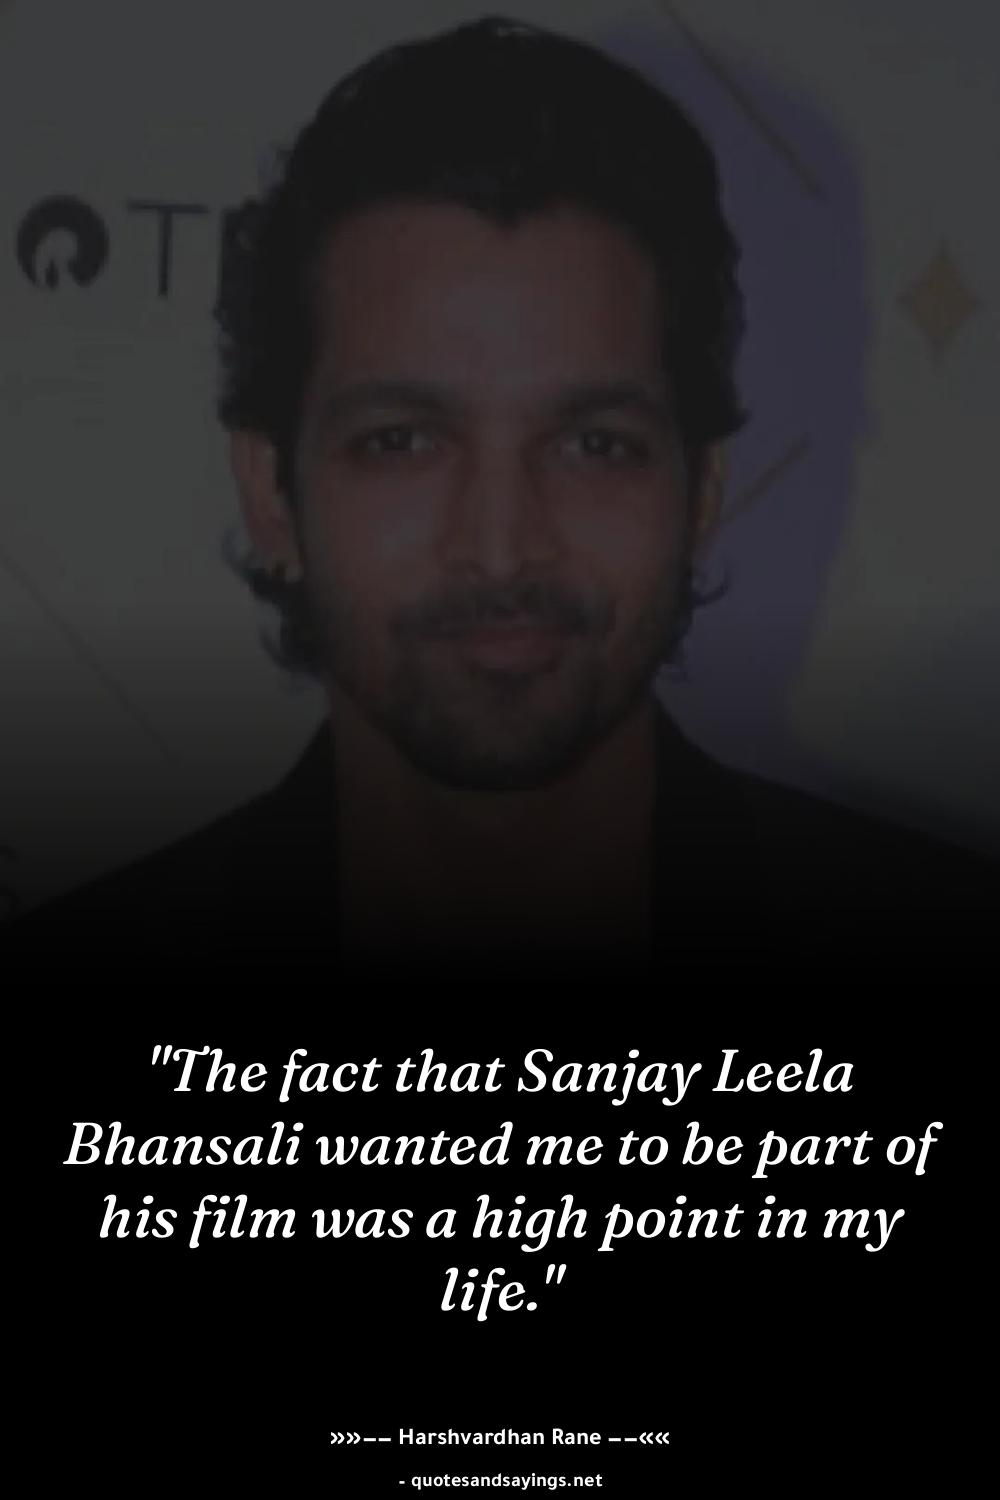 T
"The fact that Sanjay Leela
Bhansali wanted me to be part of
his film was a high point in my
life."
»»–– Harshvardhan Rane ––««
- quotesandsayings.net